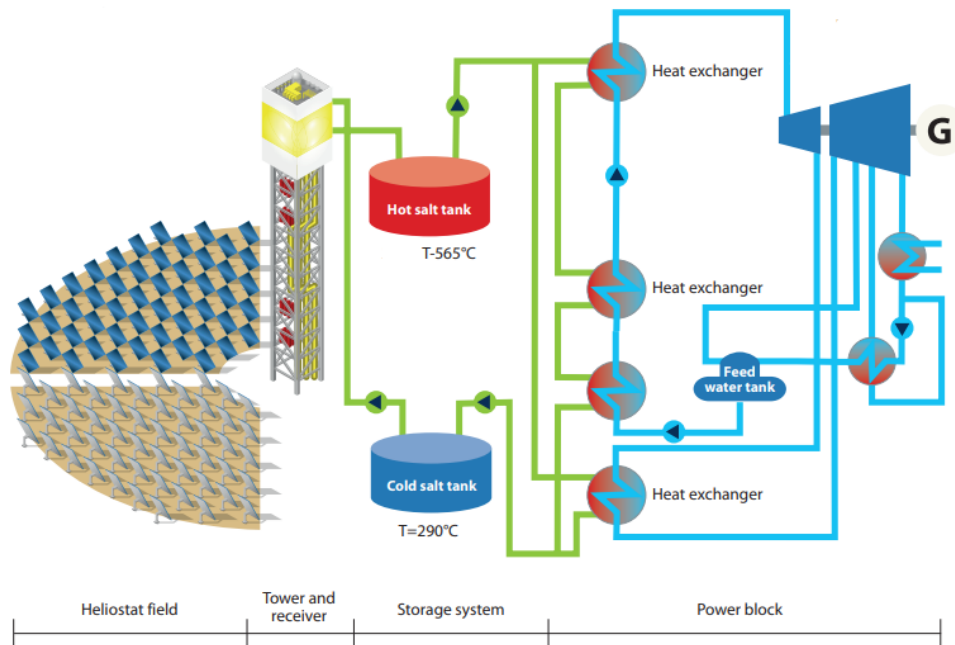 Heat exchanger
G
Hot salt tank
T-565°C
Heat exchanger
Feed
water tank
Cold salt tank
Heat exchanger
T=290°C
Heliostat field
Tower and
receiver
Storage system
Power block